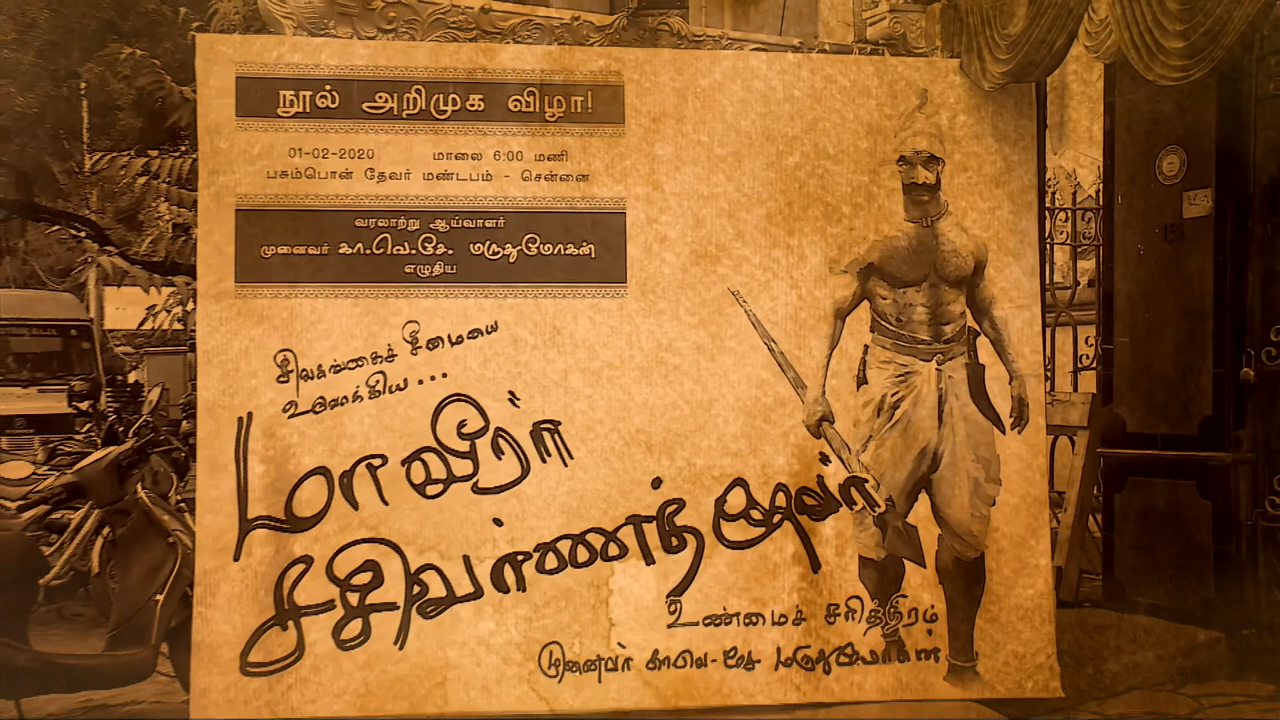 நூல் அறிமுக விழா!
01-02-2020 மாலை 6:00 மணி
பசும்பொன் தேவர் மண்டபம் - சென்னை
வரலாற்று ஆய்வாளர்
முனைவர் கா.வெ.சே. மருதுமோகன்
எழுதிய
சிவகங்கைச் சீமையை
உருவாக்கிய ...
மாவீரர்
சசிவர்ணத் தேவர்
உண்மைச் சரித்திரம்
முனைவர் கா.வெ.சே மருதுமோகன்